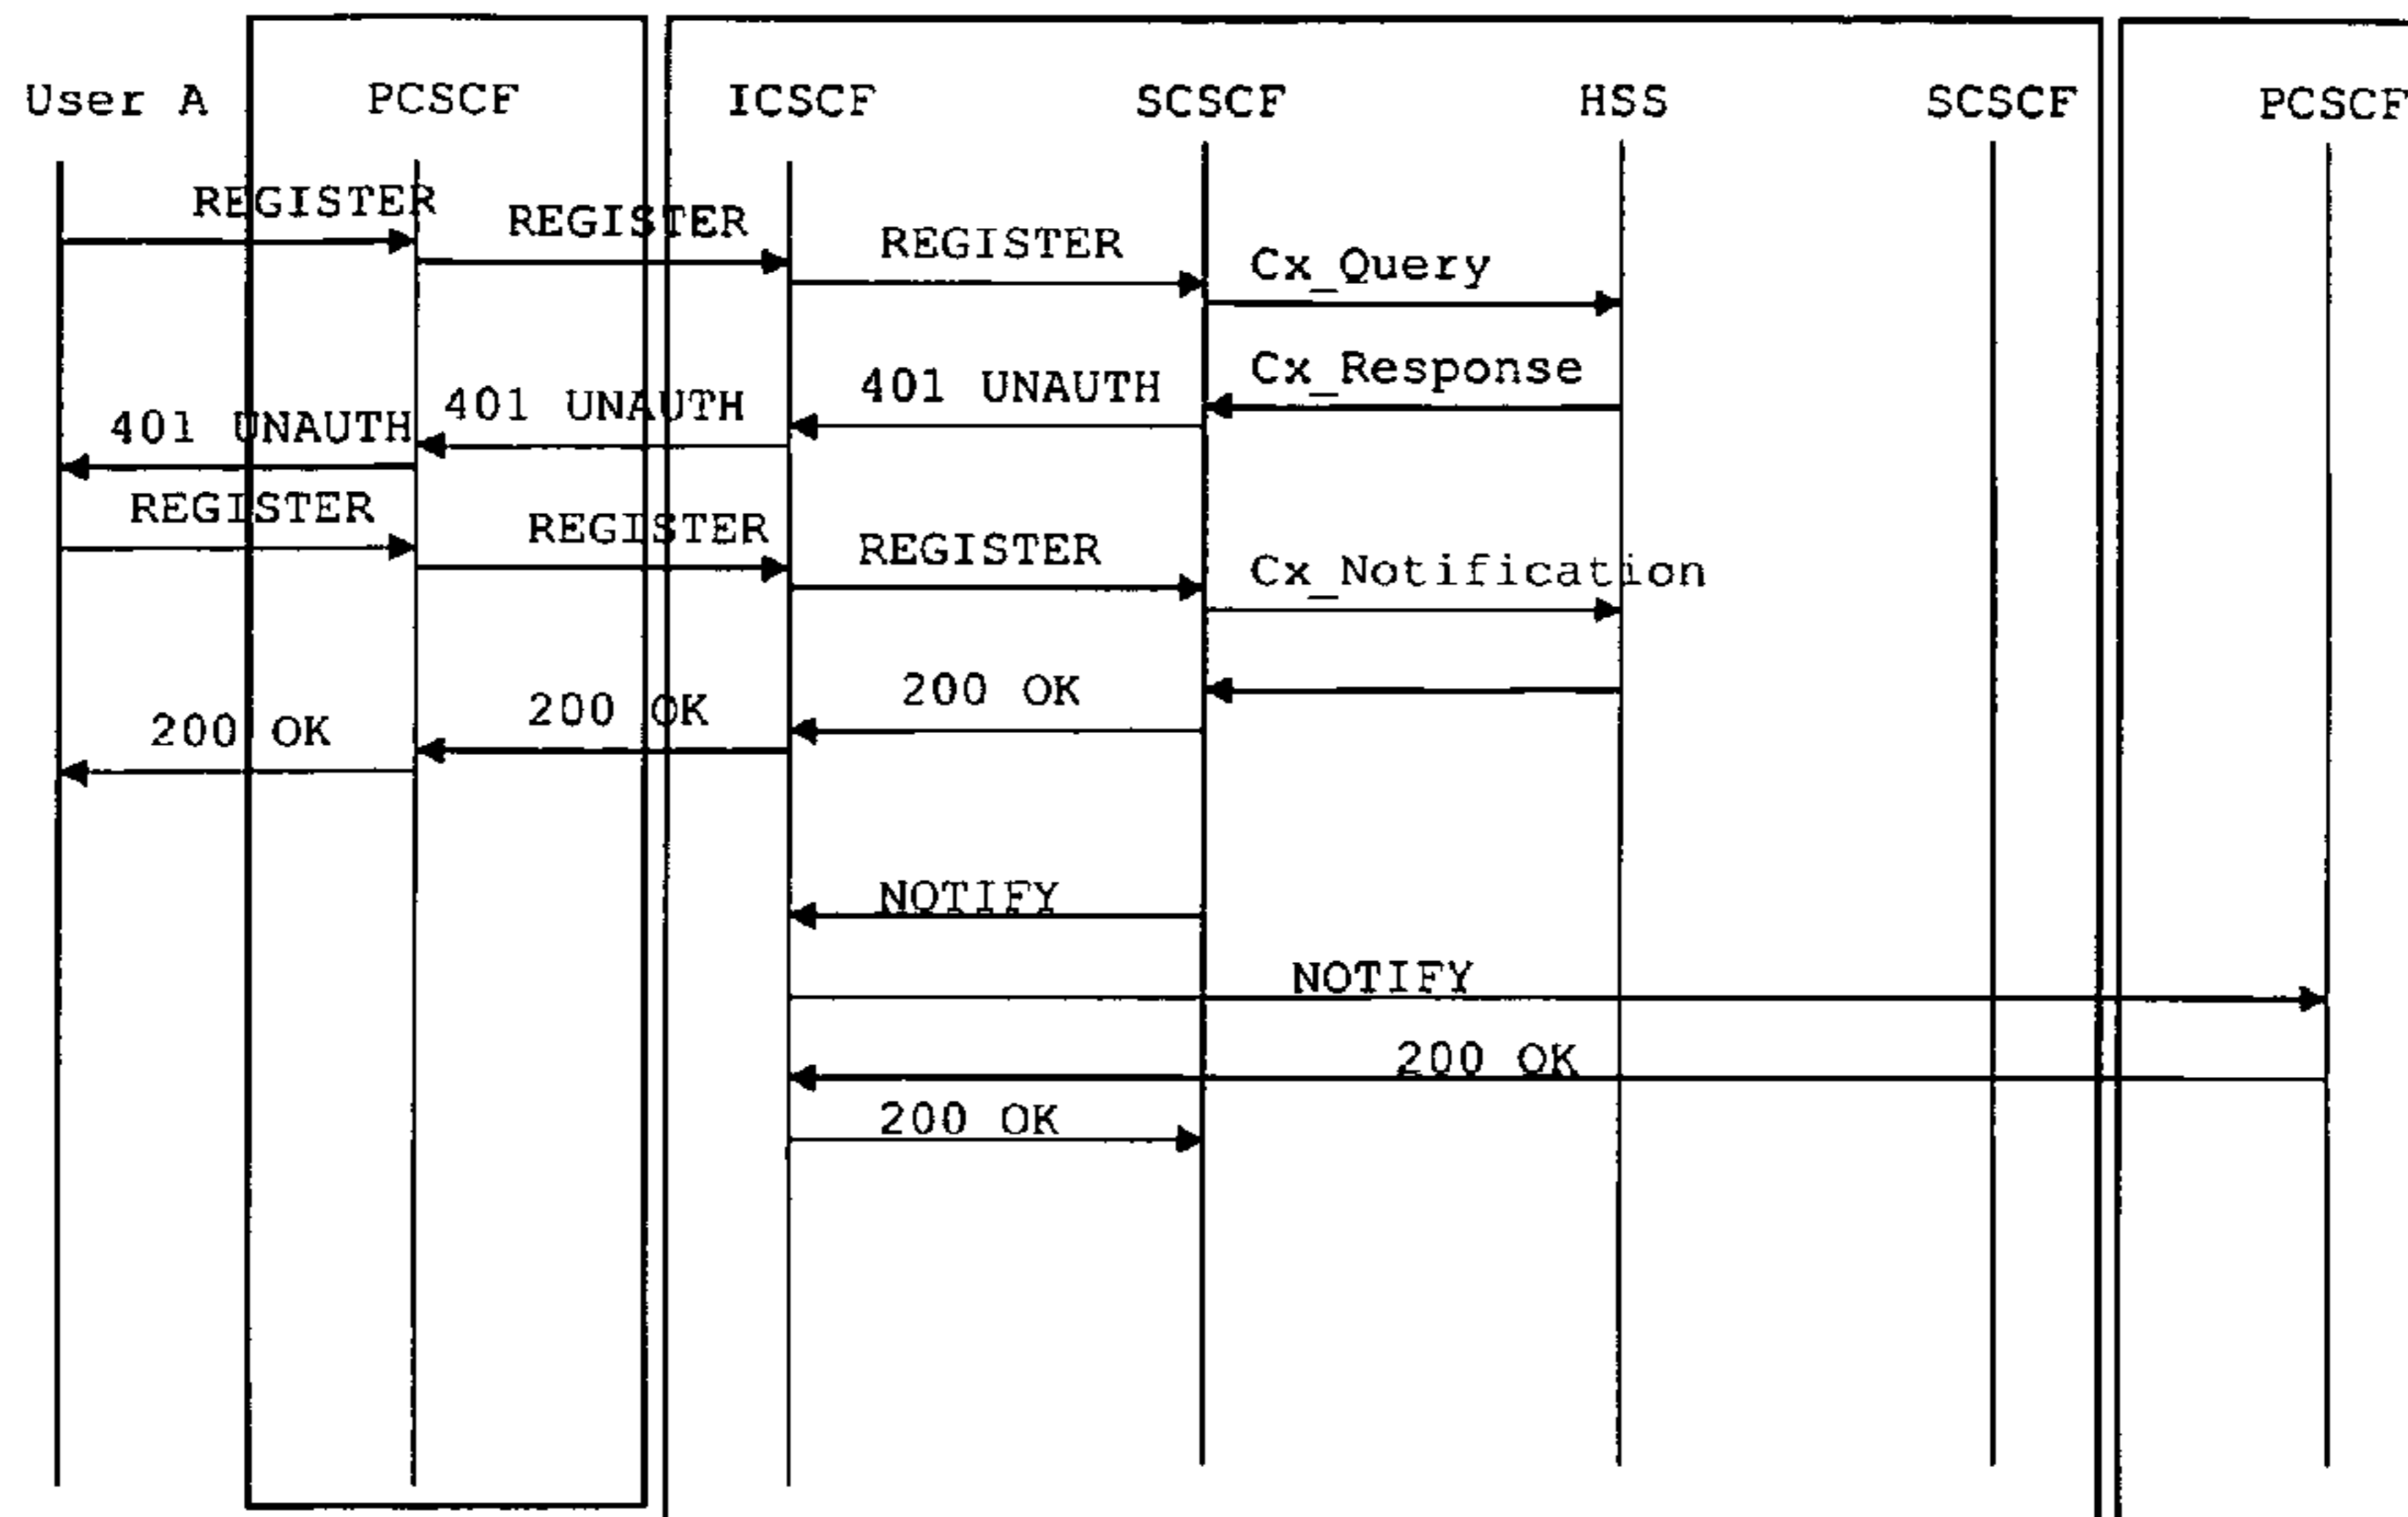 User A PCSCF ICSCF SCSCF HSS SCSCF PCSCF
REGISTER
REGISTER
REGISTER
Cx_Query
Cx_Response
401 UNAUTH
401 UNAUTH
401 UNAUTH
REGISTER
REGISTER
REGISTER
Cx_Notification
200 OK
200 OK
200 OK
NOTIFY
NOTIFY
200 OK
200 OK